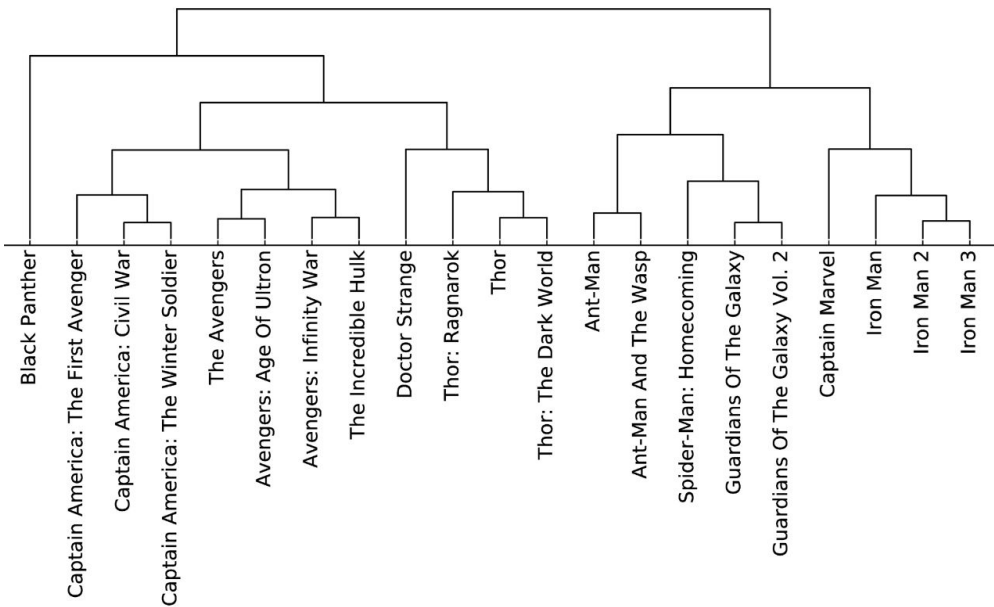 Black Panther
Captain America: The First Avenger
Captain America: Civil War
Captain America: The Winter Soldier
The Avengers
Avengers: Age Of Ultron
Avengers: Infinity War
The Incredible Hulk
Doctor Strange
Thor: Ragnarok
Thor
Thor: The Dark World
Ant-Man
Ant-Man And The Wasp
Spider-Man: Homecoming
Guardians Of The Galaxy
Guardians Of The Galaxy Vol. 2
Captain Marvel
Iron Man
Iron Man 2
Iron Man 3